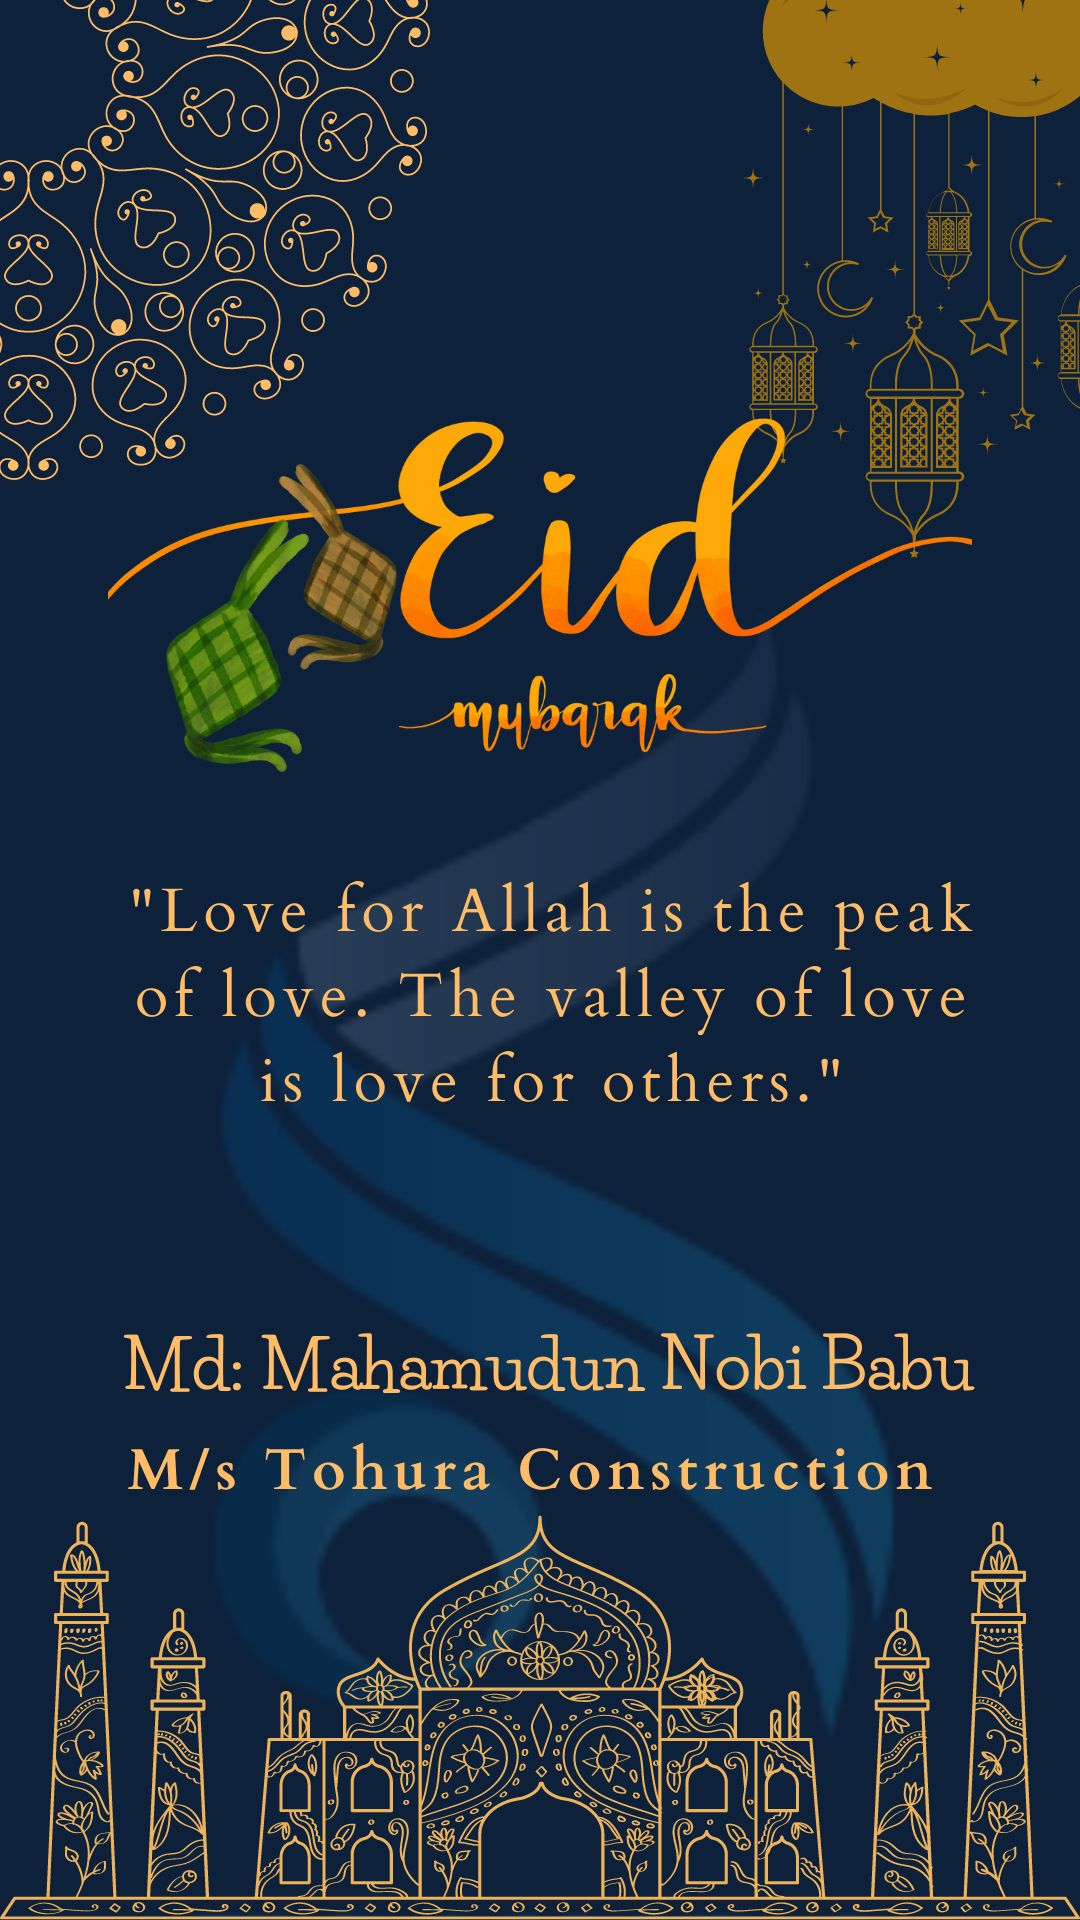 Eid
mubarak
"Love for Allah is the peak
of love. The valley of love
is love for others."
Md: Mahamudun Nobi Babu
M/s Tohura Construction